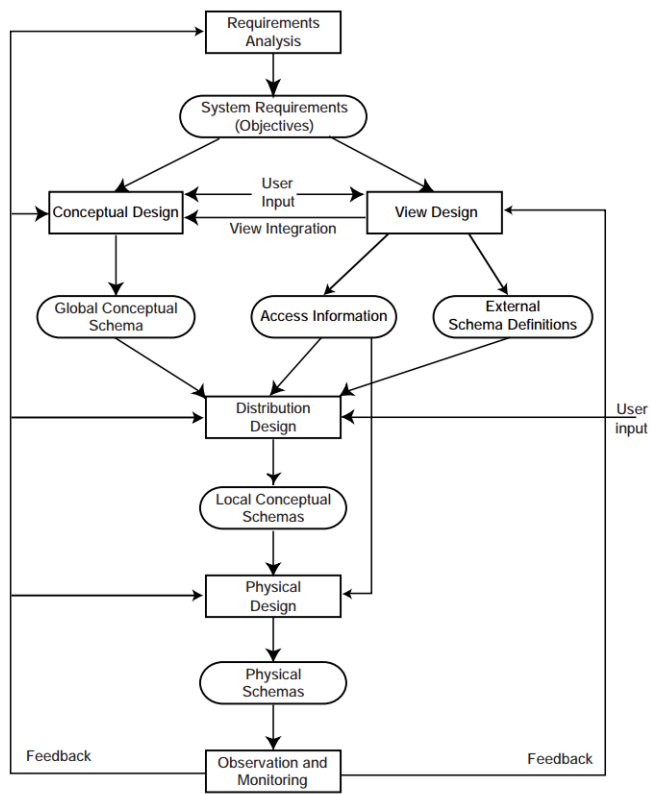 Requirements
Analysis
System Requirements
(Objectives)
User
Input
Conceptual Design
View Design
View Integration
Global Conceptual
Schema
Access Information
External
Schema Definitions
Distribution
Design
User
input
Local Conceptual
Schemas
Physical
Design
Physical
Schemas
Feedback
Observation and
Monitoring
Feedback